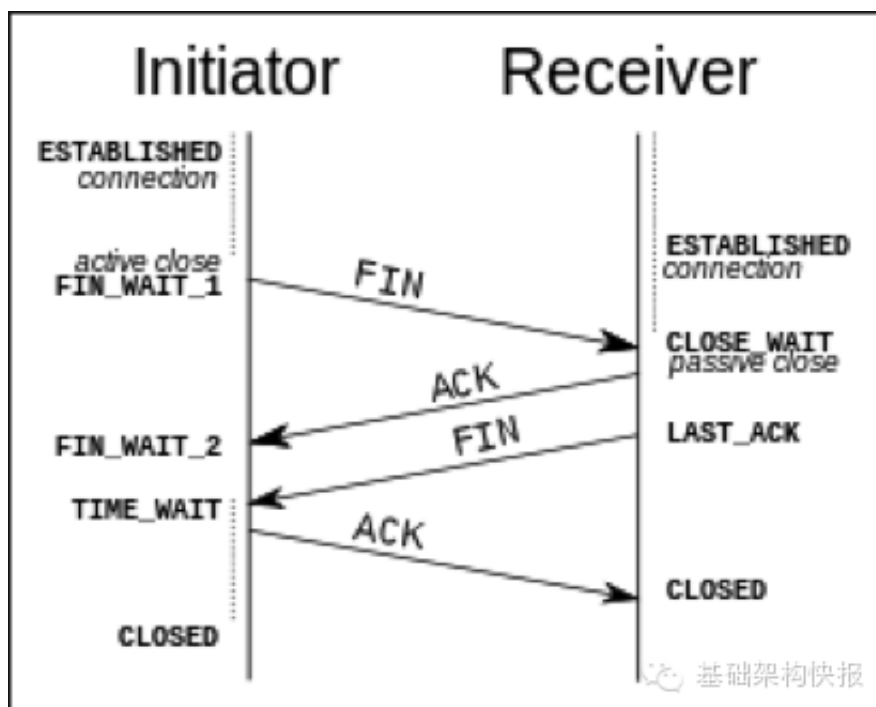 Initiator
Receiver
ESTABLISHED
connection
active close
FIN_WAIT_1
FIN
ESTABLISHED
connection
CLOSE_WAIT
passive close
ACK
FIN_WAIT_2
FIN
LAST_ACK
TIME_WAIT
ACK
CLOSED
CLOSED
基础架构快报